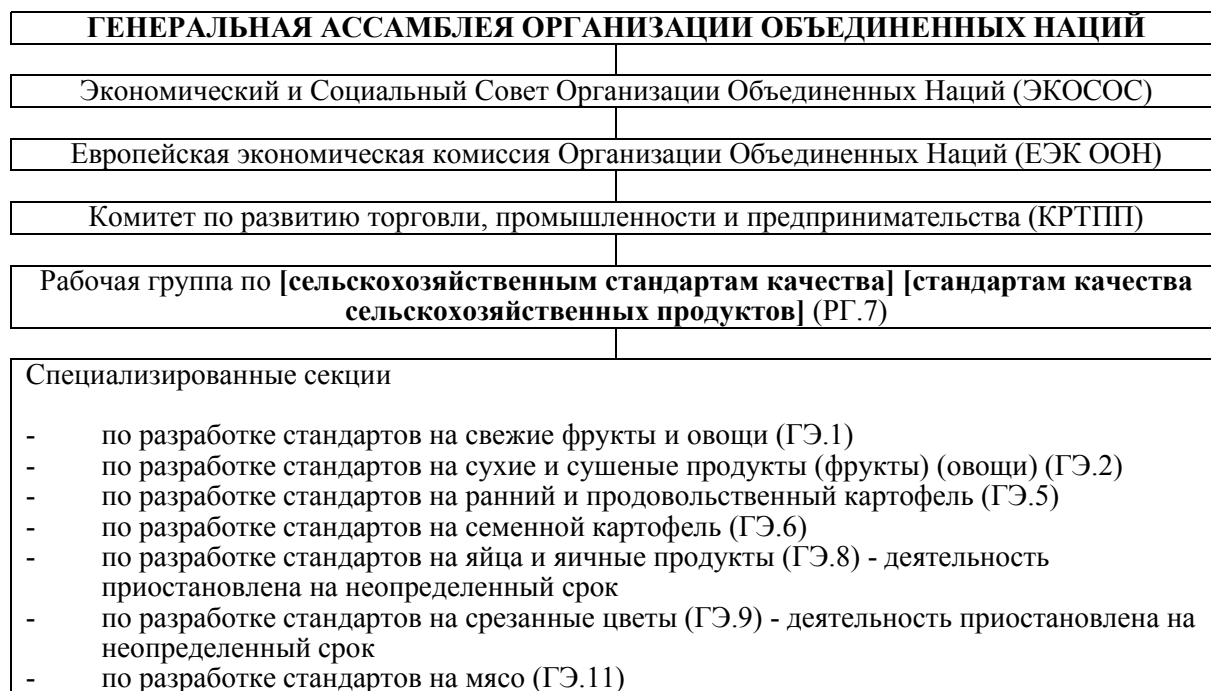 ГЕНЕРАЛЬНАЯ АССАМБЛЕЯ ОРГАНИЗАЦИИ ОБЪЕДИНЕННЫХ НАЦИЙ
Экономический и Социальный Совет Организации Объединенных Наций (ЭКОСОС)
Европейская экономическая комиссия Организации Объединенных Наций (ЕЭК ООН)
Комитет по развитию торговли, промышленности и предпринимательства (КРТПП)
Рабочая группа по [сельскохозяйственным стандартам качества] [стандартам качества
сельскохозяйственных продуктов] (РГ.7)
Специализированные секции
- по разработке стандартов на свежие фрукты и овощи (ГЭ.1)
- по разработке стандартов на сухие и сушеные продукты (фрукты) (овощи) (ГЭ.2)
- по разработке стандартов на ранний и продовольственный картофель (ГЭ.5)
- по разработке стандартов на семенной картофель (ГЭ.6)
- по разработке стандартов на яйца и яичные продукты (ГЭ.8) - деятельность
приостановлена на неопределенный срок
- по разработке стандартов на срезанные цветы (ГЭ.9) - деятельность приостановлена на
неопределенный срок
- по разработке стандартов на мясо (ГЭ.11)